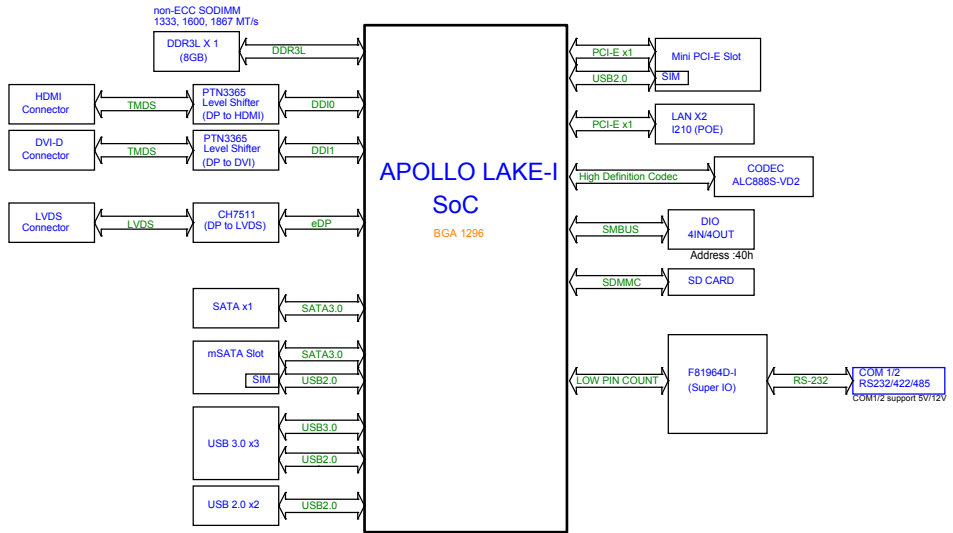 non-ECC SODIMM
1333, 1600, 1867 MT/s
DDR3L X 1
(8GB)
DDR3L
HDMI
Connector
TMDS
PTN3365
Level Shifter
(DP to HDMI)
DDI0
DVI-D
Connector
TMDS
PTN3365
Level Shifter
(DP to DVI)
DDI1
LVDS
Connector
LVDS
CH7511
(DP to LVDS)
eDP
SATA x1
SATA3.0
mSATA Slot
SIM
SATA3.0
USB2.0
USB 3.0 x3
USB3.0
USB2.0
USB 2.0 x2
USB2.0
APOLLO LAKE-I
SoC
BGA 1296
PCI-E x1
USB2.0
Mini PCI-E Slot
SIM
PCI-E x1
LAN X2
I210 (POE)
High Definition Codec
CODEC
ALC888S-VD2
SMBUS
DIO
4IN/4OUT
Address :40h
SDMMC
SD CARD
LOW PIN COUNT
F81964D-I
(Super IO)
RS-232
COM 1/2
RS232/422/485
COM1/2 support 5V/12V